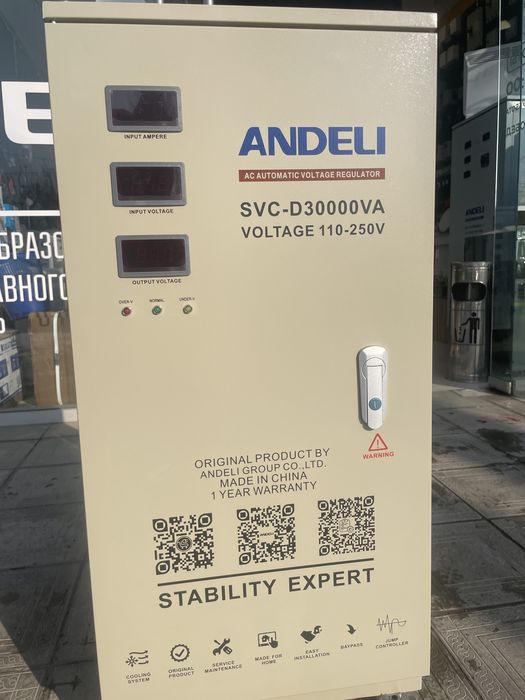 INPUT AMPERE
INPUT VOLTAGE
OUTPUT VOLTAGE
OVER-V NORMAL UNDER-V
ANDELI
AC AUTOMATIC VOLTAGE REGULATOR
SVC-D30000VA
VOLTAGE 110-250V
WARNING
ORIGINAL PRODUCT BY
ANDELI GROUP CO.,LTD.
MADE IN CHINA
1 YEAR WARRANTY
STABILITY EXPERT
COOLING
SYSTEM
ORIGINAL
PRODUCT
SERVICE
MAINTENANCE
MADE FOR
HOME
EASY
INSTALLATION
BAYPASS
JUMP
CONTROLLER
ОБРАЗО
АВНОГО